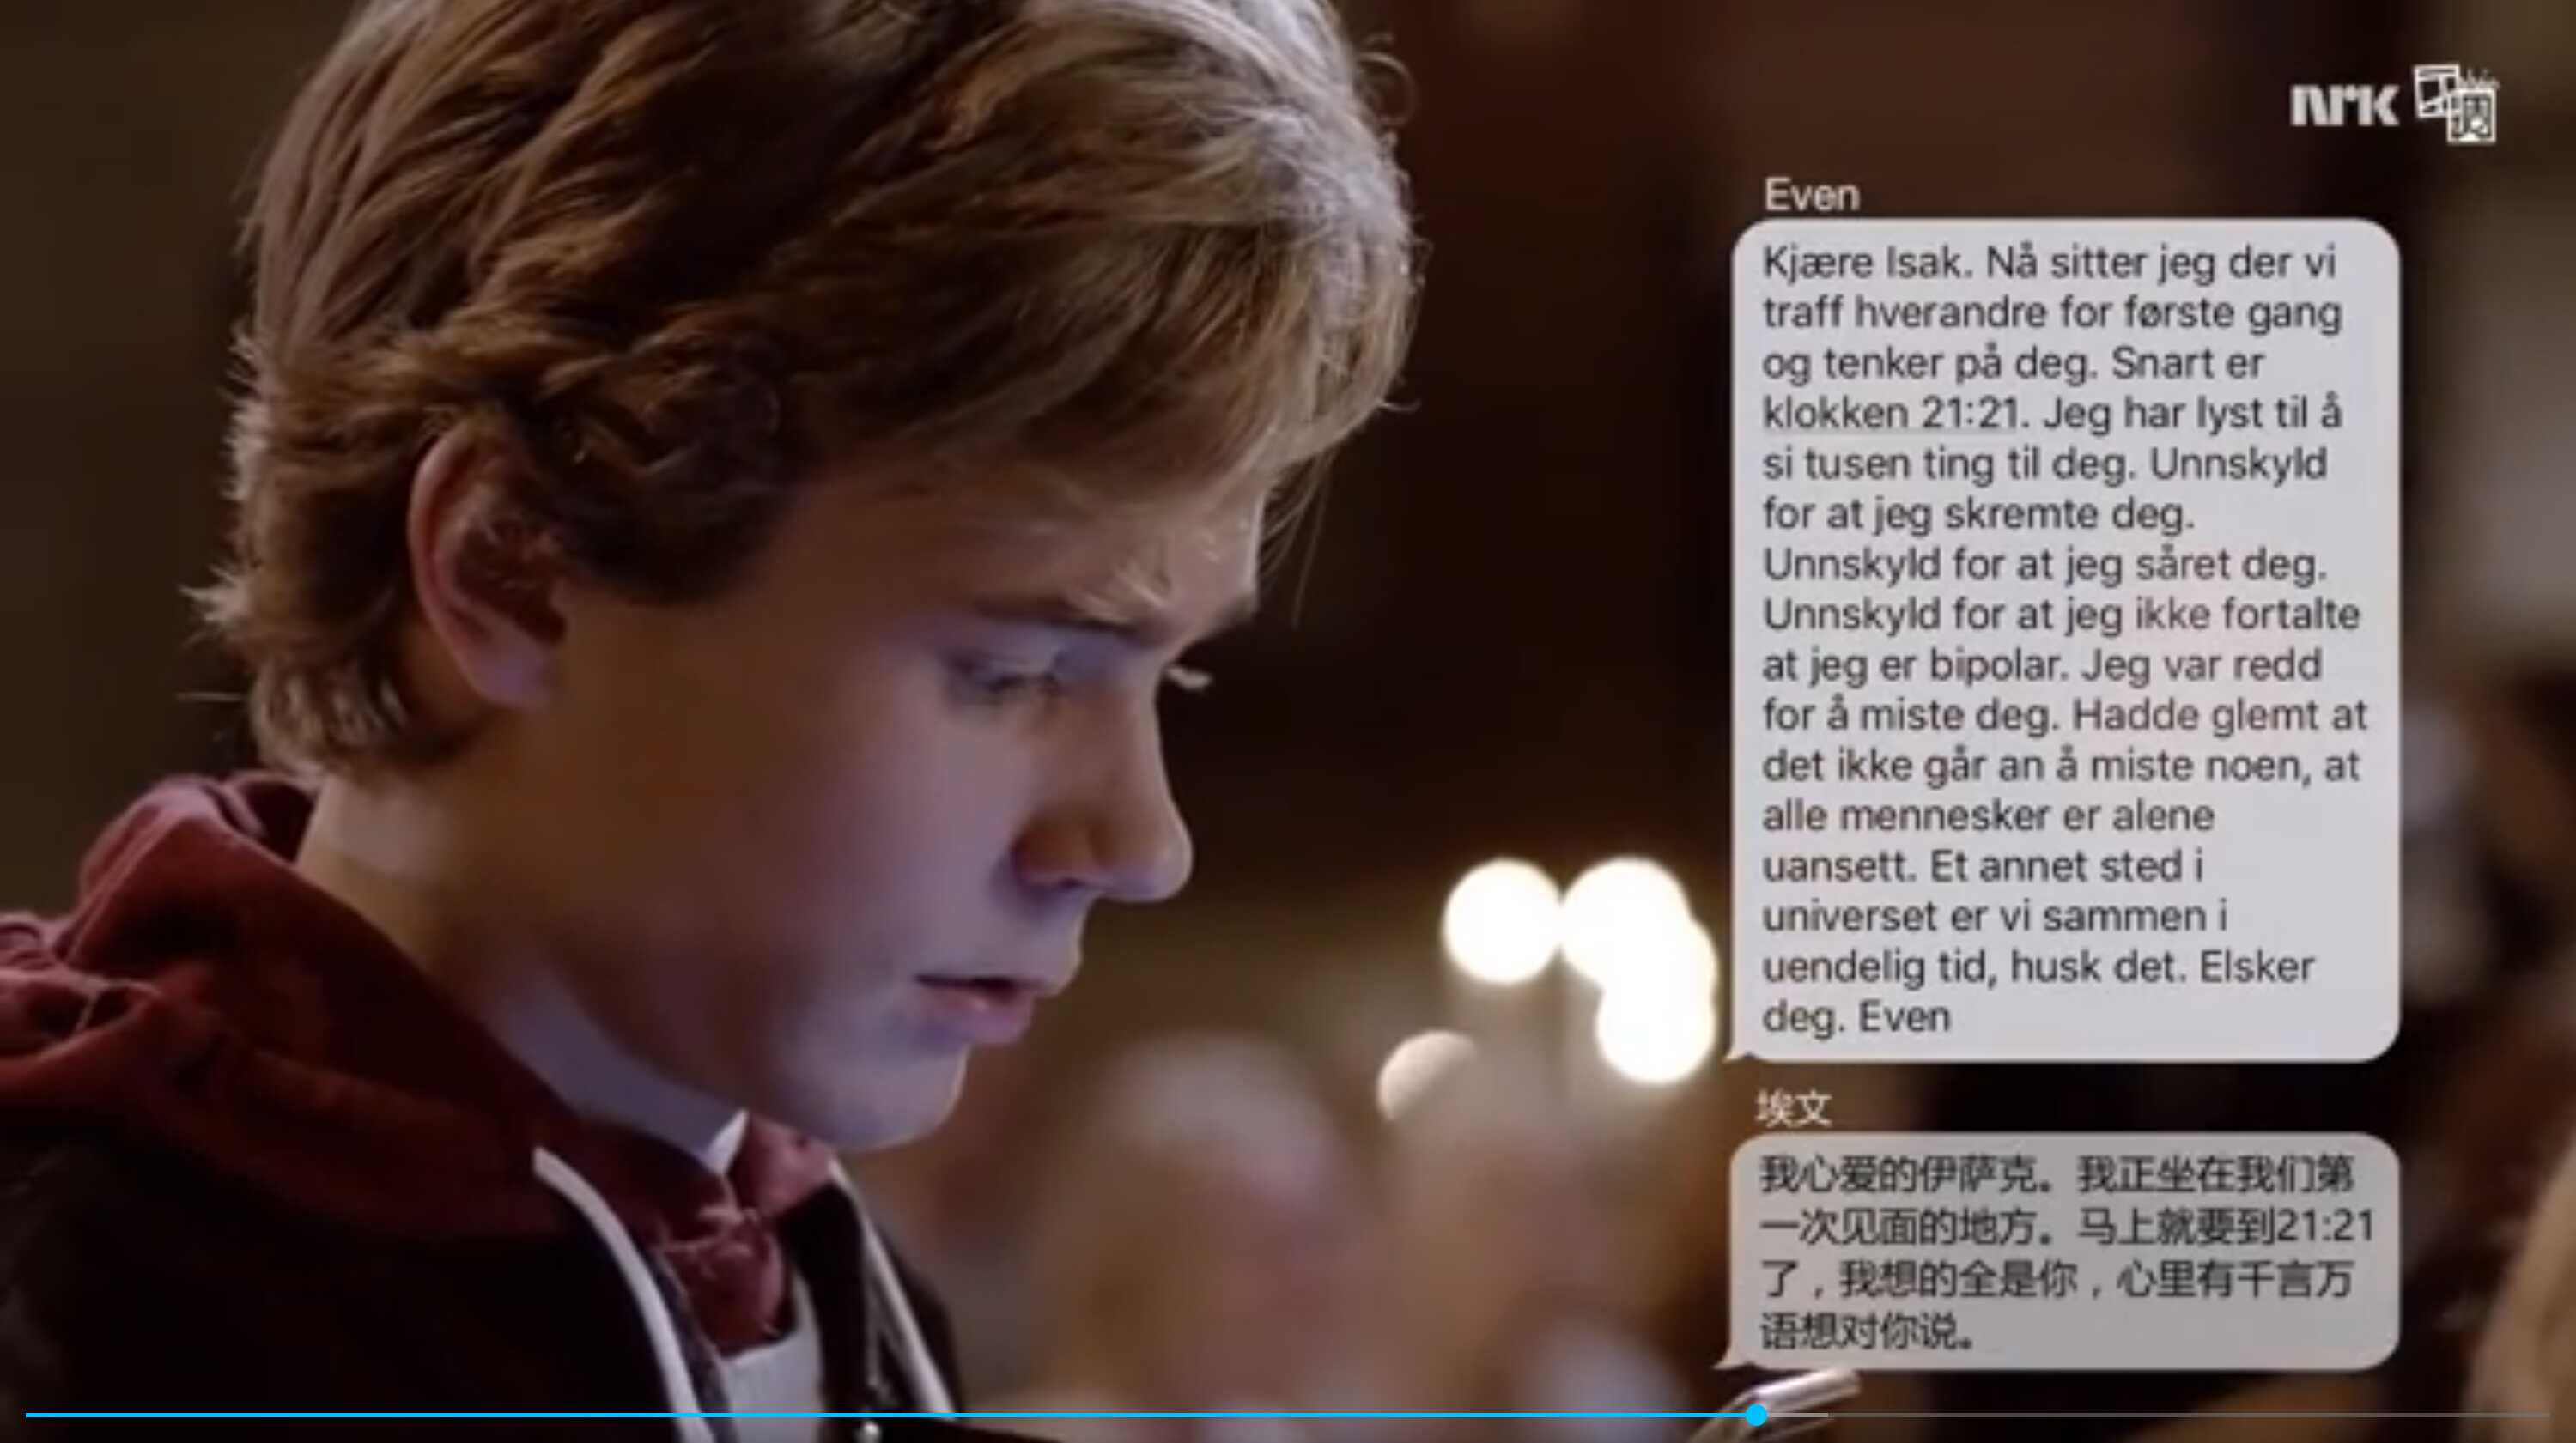 NRK
Even
Kjære Isak. Nå sitter jeg der vi
traff hverandre for første gang
og tenker på deg. Snart er
klokken 21:21. Jeg har lyst til å
si tusen ting til deg. Unnskyld
for at jeg skremte deg.
Unnskyld for at jeg såret deg.
Unnskyld for at jeg ikke fortalte
at jeg er bipolar. Jeg var redd
for å miste deg. Hadde glemt at
det ikke går an å miste noen, at
alle mennesker er alene
uansett. Et annet sted i
universet er vi sammen i
uendelig tid, husk det. Elsker
deg. Even
埃文
我心爱的伊萨克。我正坐在我们第
一次见面的地方。马上就要到21:21
了，我想的全是你，心里有千言万
语想对你说。